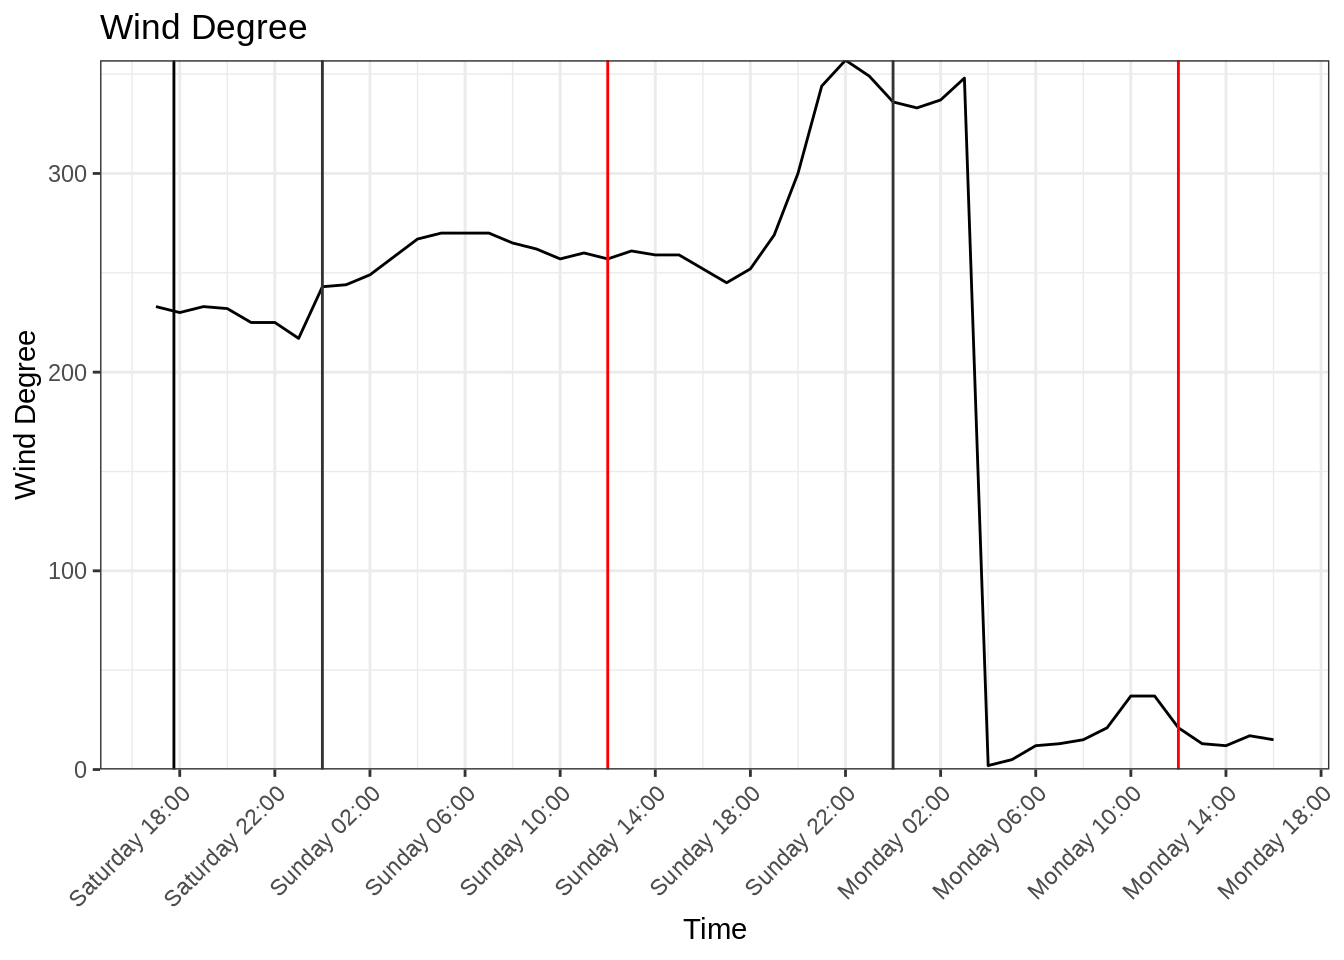 Wind Degree
Wind Degree
300
200
100
0
Saturday 18:00
Saturday 22:00
Sunday 02:00
Sunday 06:00
Sunday 10:00
Sunday 14:00
Sunday 18:00
Sunday 22:00
Monday 02:00
Monday 06:00
Monday 10:00
Monday 14:00
Monday 18:00
Time